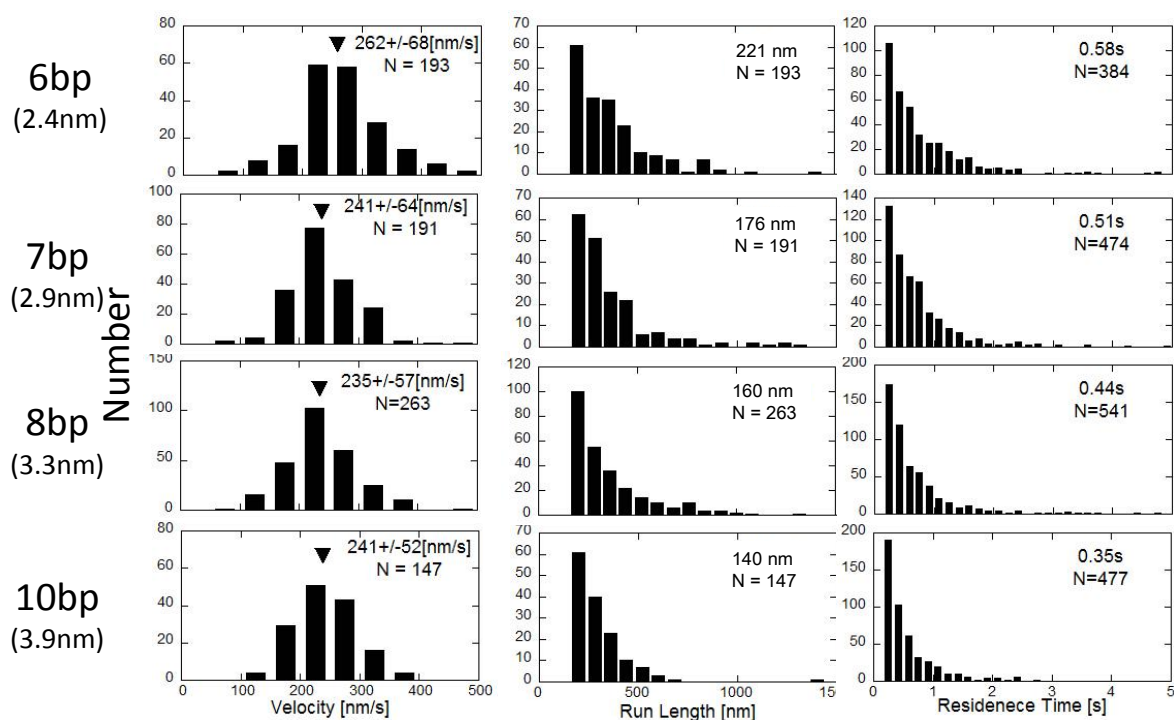 6bp
(2.4nm)
80
60
40
20
0
262+/-68[nm/s]
N = 193
70
60
50
40
30
20
10
0
221 nm
N = 193
120
100
80
60
40
20
0
0.58s
N=384
7bp
(2.9nm)
100
80
60
40
20
0
241+/-64[nm/s]
N = 191
70
60
50
40
30
20
10
0
176 nm
N = 191
140
120
100
80
60
40
20
0
0.51s
N=474
Number
8bp
(3.3nm)
150
100
50
0
235+/-57[nm/s]
N=263
120
100
80
60
40
20
0
160 nm
N = 263
200
150
100
50
0
0.44s
N=541
10bp
(3.9nm)
80
60
40
20
0
241+/-52[nm/s]
N = 147
70
60
50
40
30
20
10
0
140 nm
N = 147
200
150
100
50
0
0.35s
N=477
0 100 200 300 400 500
Velocity [nm/s]
0 500 1000 15
Run Length [nm]
0 1 2 3 4 5
Residenece Time [s]